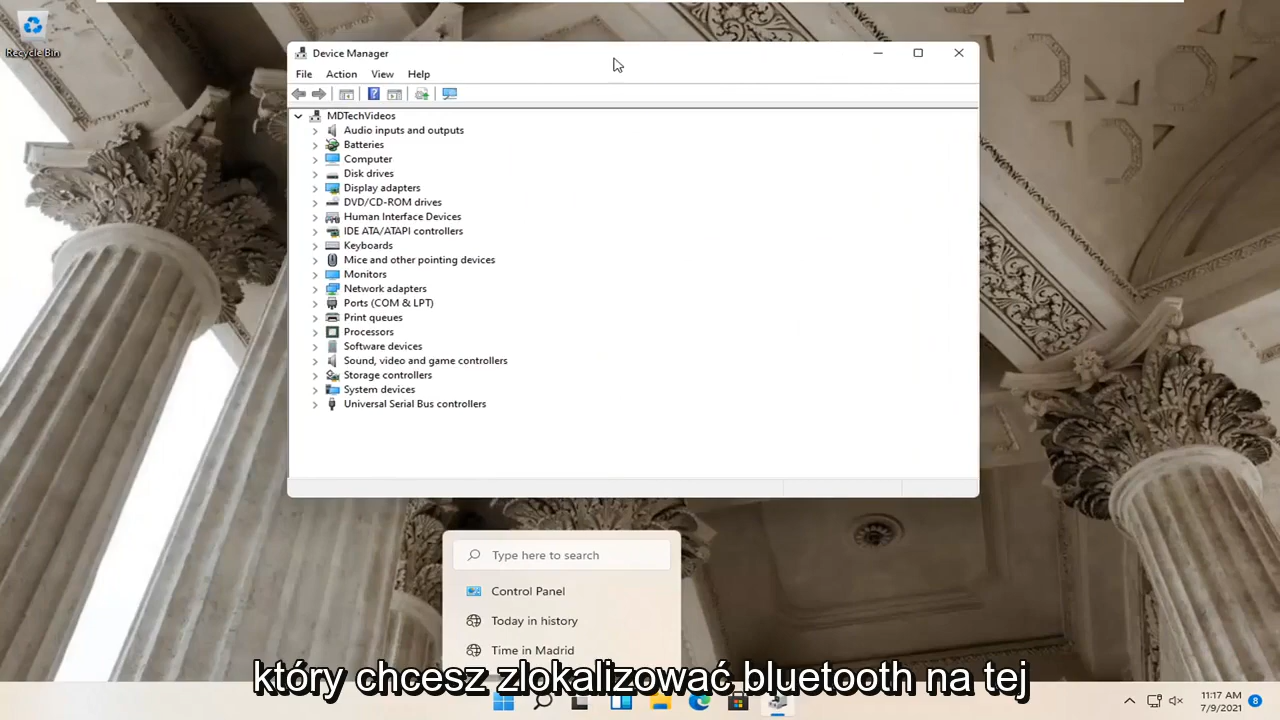 Recycle Bin
Device Manager
File Action View Help
MDTechVideos
Audio inputs and outputs
Batteries
Computer
Disk drives
Display adapters
DVD/CD-ROM drives
Human Interface Devices
IDE ATA/ATAPI controllers
Keyboards
Mice and other pointing devices
Monitors
Network adapters
Ports (COM & LPT)
Print queues
Processors
Software devices
Sound, video and game controllers
Storage controllers
System devices
Universal Serial Bus controllers
Type here to search
Control Panel
Today in history
Time in Madrid
który chcesz zlokalizować bluetooth na tej
11:17 AM
7/9/2021
8